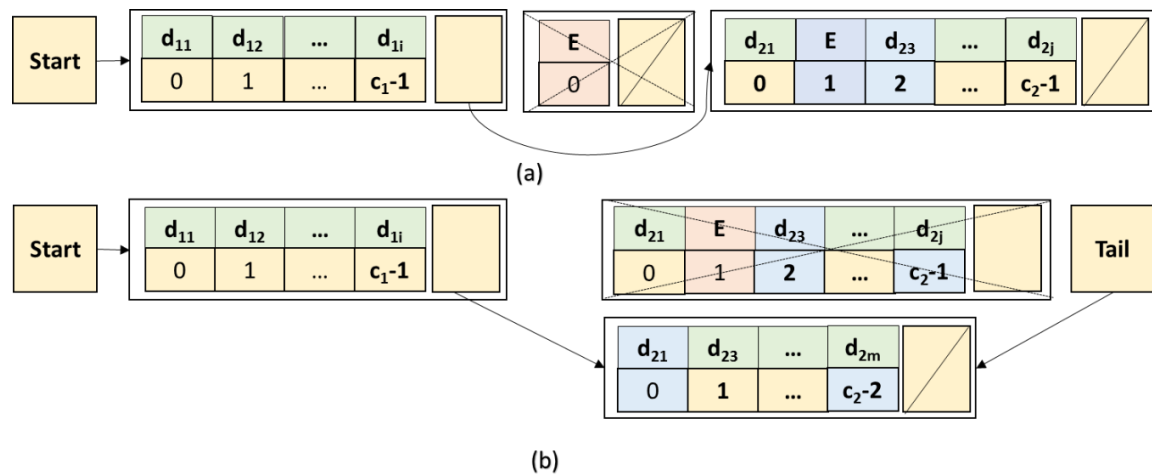 Start d₁₁ d₁₂ ... d₁ᵢ E d₂₁ E d₂₃ ... d₂ⱼ
0 1 ... c₁-1 0 0 1 2 ... c₂-1
(a)
Start d₁₁ d₁₂ ... d₁ᵢ d₂₁ E d₂₃ ... d₂ⱼ Tail
0 1 ... c₁-1 0 1 2 ... c₂-1
d₂₁ d₂₃ ... d₂ₘ
0 1 ... c₂-2
(b)